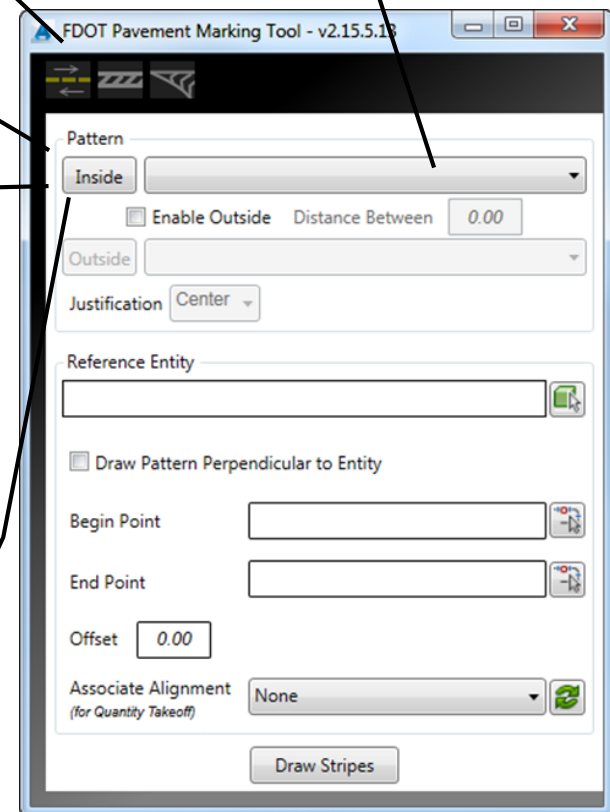 FDOT Pavement Marking Tool - v2.15.5.13
Pattern
Inside
Enable Outside Distance Between 0.00
Outside
Justification Center
Reference Entity
Draw Pattern Perpendicular to Entity
Begin Point
End Point
Offset 0.00
Associate Alignment None
(for Quantity Takeoff)
Draw Stripes